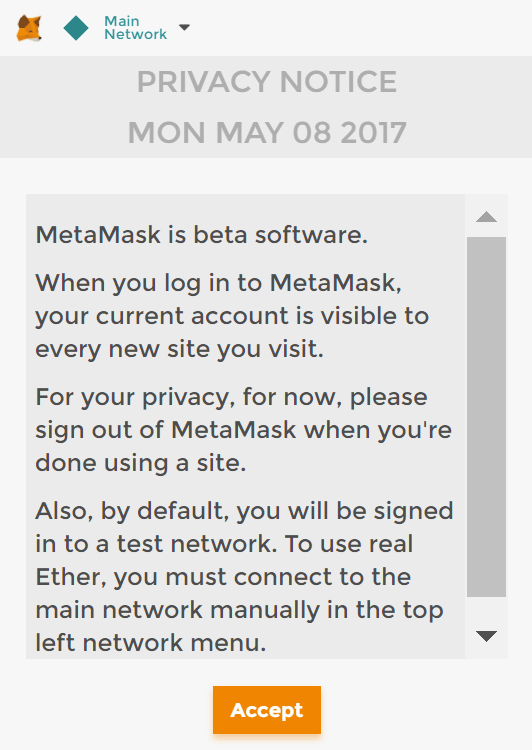 Main
Network
PRIVACY NOTICE
MON MAY 08 2017
MetaMask is beta software.
When you log in to MetaMask,
your current account is visible to
every new site you visit.
For your privacy, for now, please
sign out of MetaMask when you're
done using a site.
Also, by default, you will be signed
in to a test network. To use real
Ether, you must connect to the
main network manually in the top
left network menu.
Accept